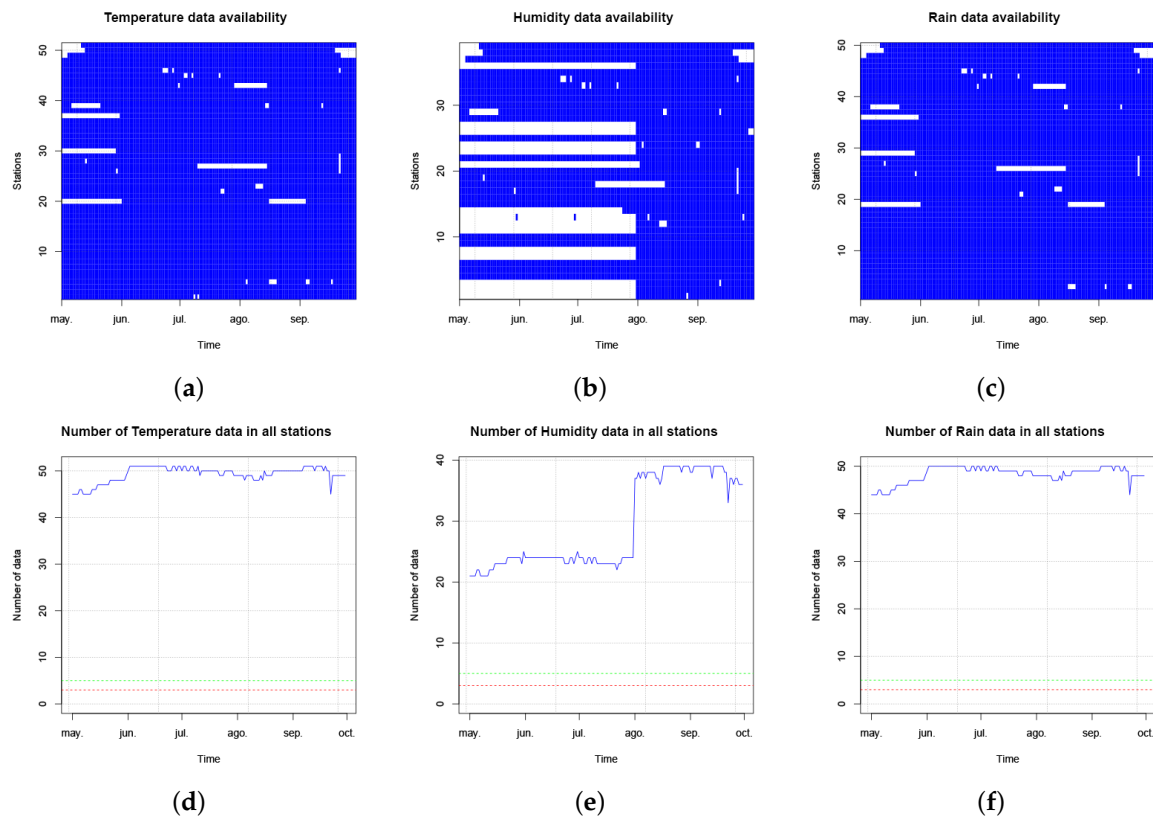 Temperature data availability
Stations
50
40
30
20
10
may. jun. jul. ago. sep.
Time
(a)
Humidity data availability
30
20
10
may. jun. jul. ago. sep.
Time
(b)
Rain data availability
Stations
50
40
30
20
10
may. jun. jul. ago. sep.
Time
(c)
Number of Temperature data in all stations
Number of data
50
40
30
20
10
0
may. jun. jul. ago. sep. oct.
Time
(d)
Number of Humidity data in all stations
Number of data
40
30
20
10
0
may. jun. jul. ago. sep. oct.
Time
(e)
Number of Rain data in all stations
Number of data
50
40
30
20
10
0
may. jun. jul. ago. sep. oct.
Time
(f)